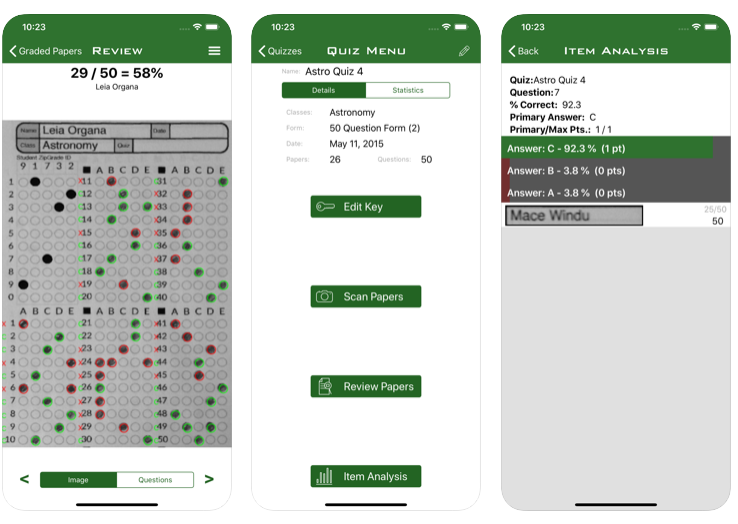 10:23
Graded Papers REVIEW
29 / 50 = 58%
Leia Organa
Name Leia Organa Date
Class Astronomy Quiz
Student ZipGrade ID
9 1 7 3 2
A B C D E
A B C D E
1 11 31
2 12 32
3 13 33
4 14 34
5 15 35
6 16 36
7 17 37
8 18 38
9 19 39
0 20 40
A B C D E
A B C D E
A B C D E
1 21 41
2 22 42
3 23 43
4 24 44
5 25 45
6 26 46
7 27 47
8 28 48
9 29 49
10 30 50
< Image Questions >
10:23
Quizzes QUIZ MENU
Name: Astro Quiz 4
Details Statistics
Classes: Astronomy
Form: 50 Question Form (2)
Date: May 11, 2015
Papers: 26 Questions: 50
Edit Key
Scan Papers
Review Papers
Item Analysis
10:23
Back ITEM ANALYSIS
Quiz:Astro Quiz 4
Question:7
% Correct: 92.3
Primary Answer: C
Primary/Max Pts.: 1 / 1
Answer: C - 92.3 % (1 pt)
Answer: B - 3.8 % (0 pts)
Answer: A - 3.8 % (0 pts)
Mace Windu 25/50
50